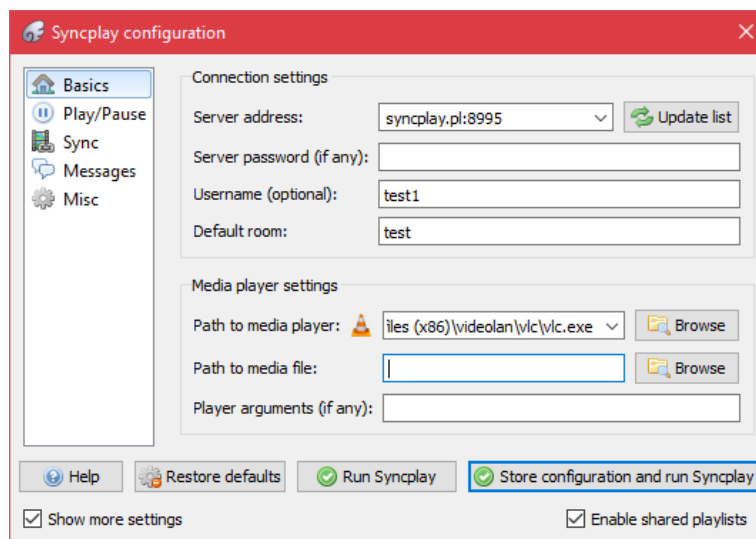 Syncplay configuration
Basics
Play/Pause
Sync
Messages
Misc
Connection settings
Server address: syncplay.pl:8995 Update list
Server password (if any):
Username (optional): test1
Default room: test
Media player settings
Path to media player: iles (x86)\videolan\vlc\vlc.exe Browse
Path to media file: Browse
Player arguments (if any):
Help Restore defaults Run Syncplay Store configuration and run Syncplay
Show more settings Enable shared playlists